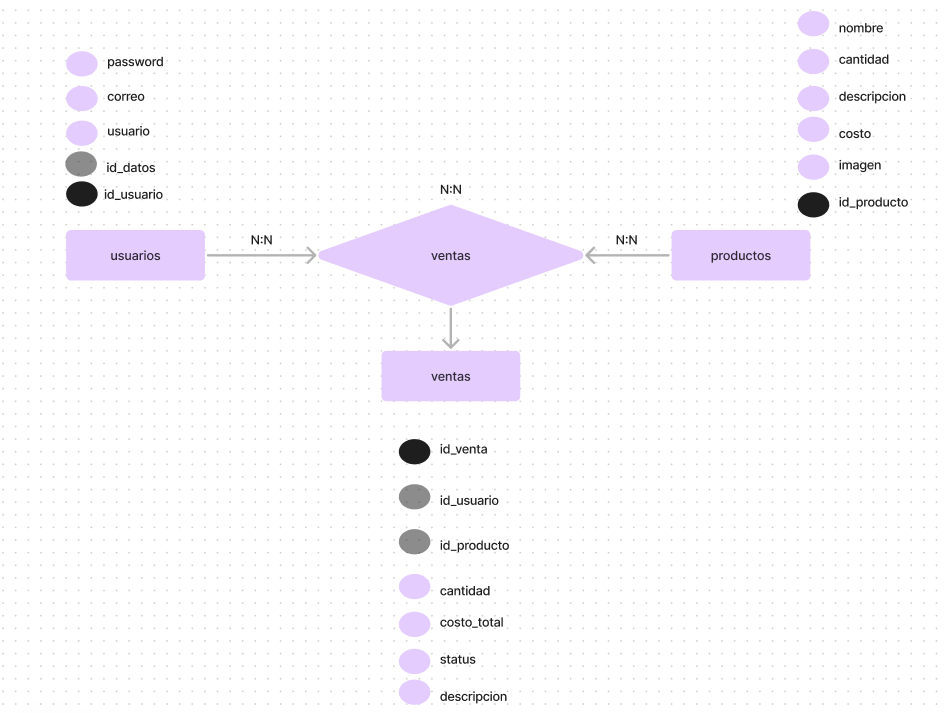 password
correo
usuario
id_datos
id_usuario
nombre
cantidad
descripcion
costo
imagen
id_producto
usuarios
N:N
N:N
ventas
N:N
productos
ventas
id_venta
id_usuario
id_producto
cantidad
costo_total
status
descripcion